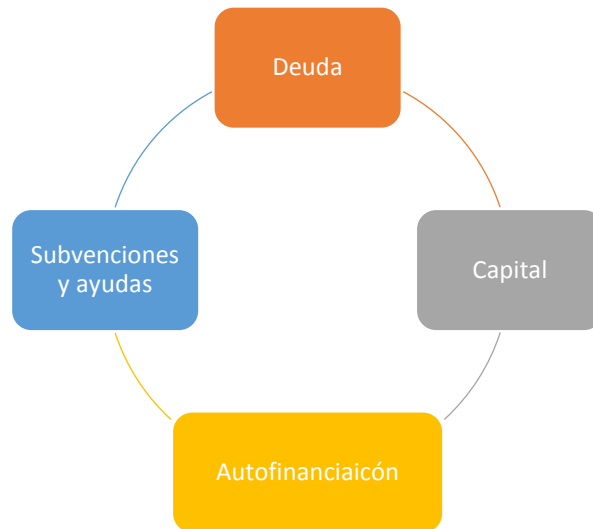 Deuda
Subvenciones
y ayudas
Capital
Autofinanciaicón